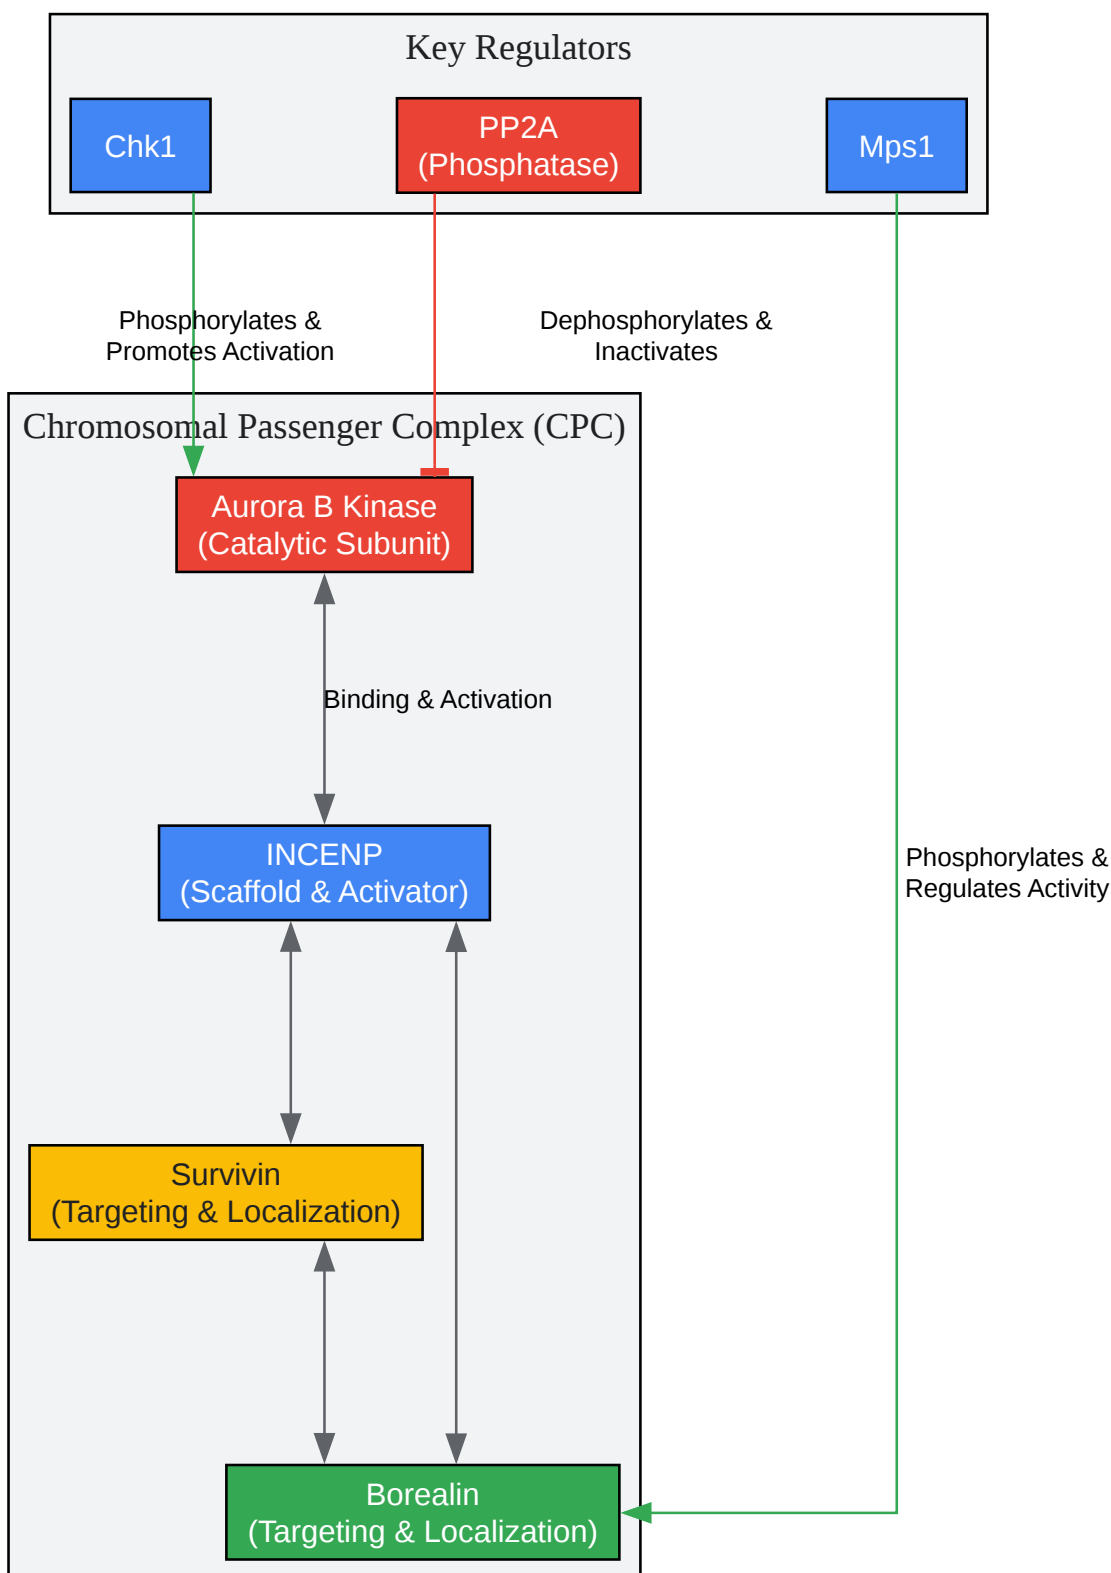 Key Regulators
Chk1
PP2A
(Phosphatase)
Mps1
Phosphorylates &
Promotes Activation
Dephosphorylates &
Inactivates
Chromosomal Passenger Complex (CPC)
Aurora B Kinase
(Catalytic Subunit)
Binding & Activation
INCENP
(Scaffold & Activator)
Phosphorylates &
Regulates Activity
Survivin
(Targeting & Localization)
Borealin
(Targeting & Localization)